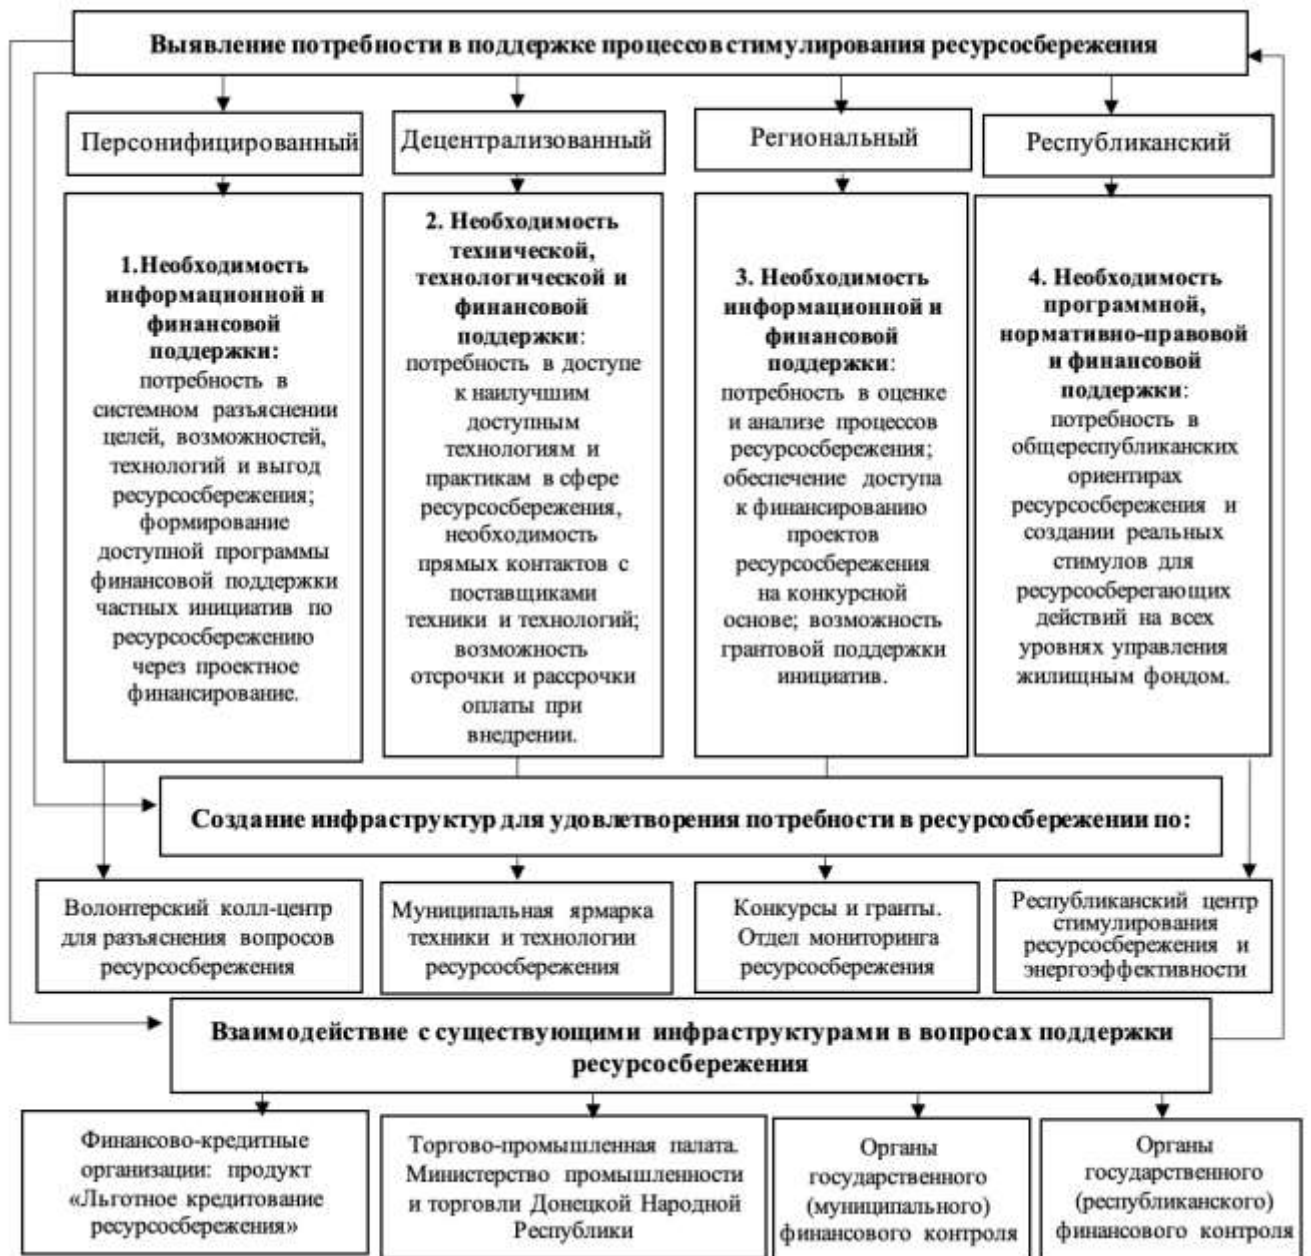 Выявление потребности в поддержке процессов стимулирования ресурсосбережения
Персонифицированный
Децентрализованный
Региональный
Республиканский
1.Необходимость
информационной и
финансовой
поддержки:
потребность в
системном разъяснении
целей, возможностей,
технологий и выгод
ресурсосбережения;
формирование
доступной программы
финансовой поддержки
частных инициатив по
ресурсосбережению
через проектное
финансирование.
2. Необходимость
технической,
технологической и
финансовой
поддержки:
потребность в доступе
к наилучшим
доступным
технологиям и
практикам в сфере
ресурсосбережения,
необходимость
прямых контактов с
поставщиками
техники и технологий;
возможность
отсрочки и рассрочки
оплаты при
внедрении.
3. Необходимость
информационной и
финансовой
поддержки:
потребность в оценке
и анализе процессов
ресурсосбережения;
обеспечение доступа
к финансированию
проектов
ресурсосбережения
на конкурсной
основе; возможность
грантовой поддержки
инициатив.
4. Необходимость
программной,
нормативно-правовой
и финансовой
поддержки:
потребность в
общереспубликанских
ориентирах
ресурсосбережения и
создании реальных
стимулов для
ресурсосберегающих
действий на всех
уровнях управления
жилищным фондом.
Создание инфраструктур для удовлетворения потребности в ресурсосбережении по:
Волонтерский колл-центр
для разъяснения вопросов
ресурсосбережения
Муниципальная ярмарка
техники и технологии
ресурсосбережения
Конкурсы и гранты.
Отдел мониторинга
ресурсосбережения
Республиканский центр
стимулирования
ресурсосбережения и
энергоэффективности
Взаимодействие с существующими инфраструктурами в вопросах поддержки
ресурсосбережения
Финансово-кредитные
организации: продукт
«Льготное кредитование
ресурсосбережения»
Торгово-промышленная палата.
Министерство промышленности
и торговли Донецкой Народной
Республики
Органы
государственного
(муниципального)
финансового контроля
Органы
государственного
(республиканского)
финансового контроля